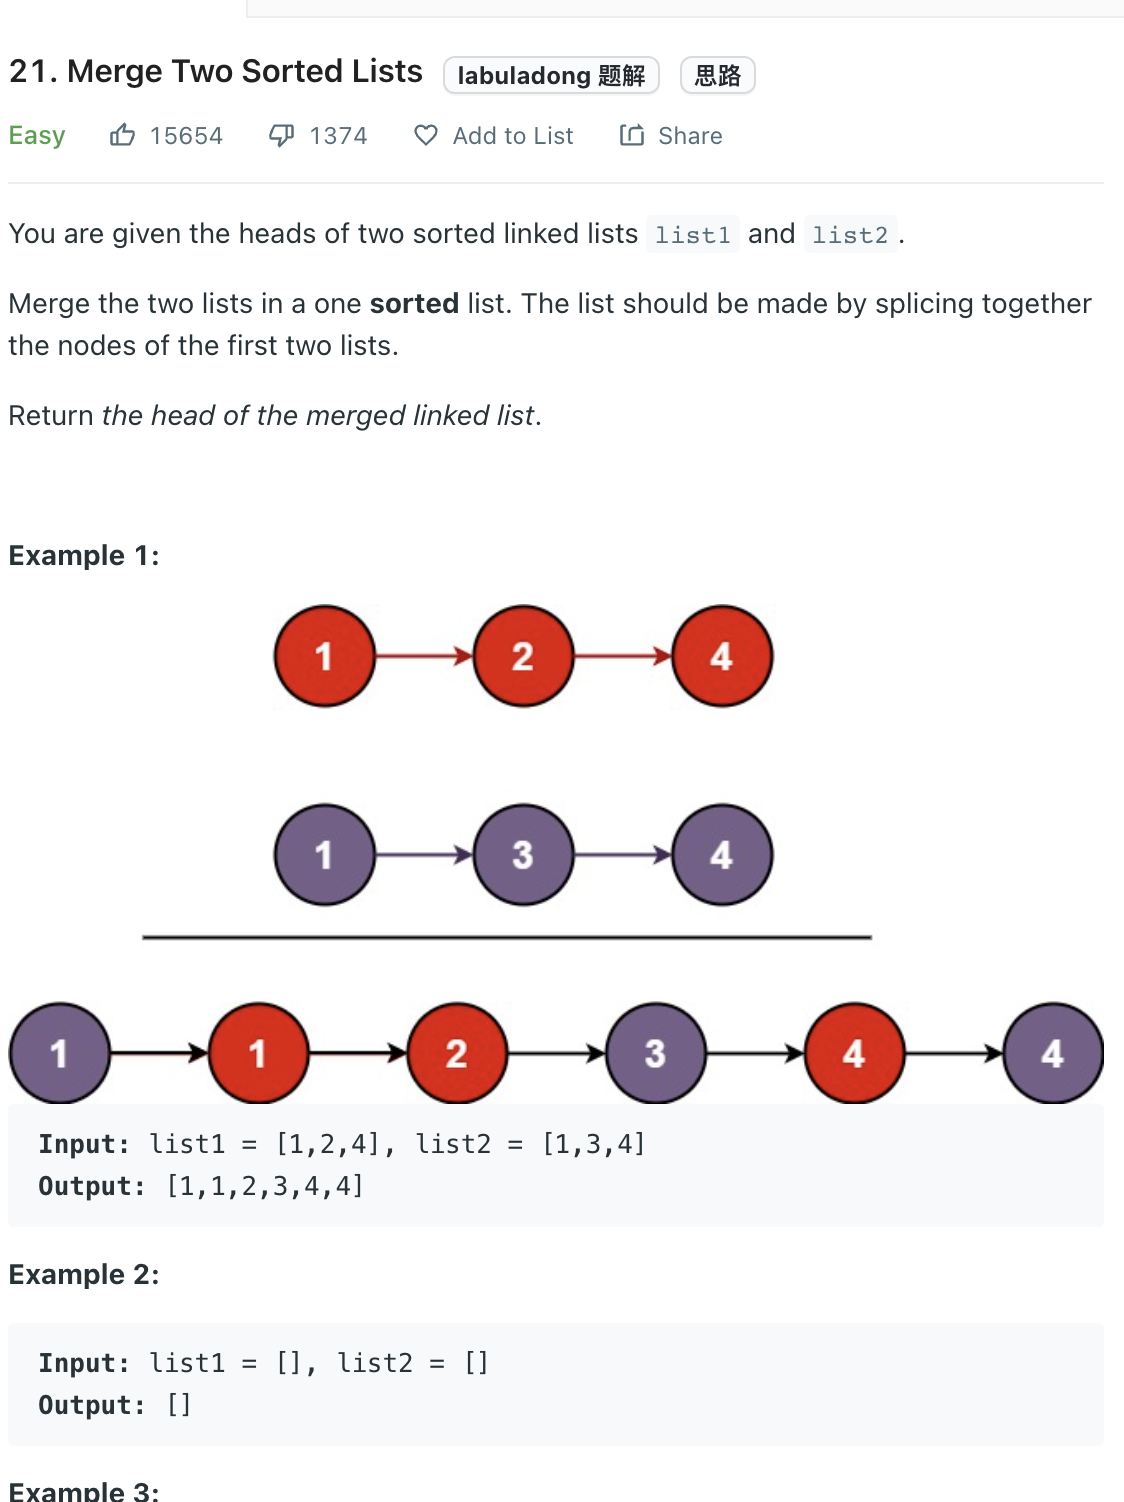 21. Merge Two Sorted Lists labuladong 题解 思路
Easy 15654 1374 Add to List Share
You are given the heads of two sorted linked lists list1 and list2.
Merge the two lists in a one sorted list. The list should be made by splicing together
the nodes of the first two lists.
Return the head of the merged linked list.
Example 1:
1 2 4
1 3 4
1 1 2 3 4 4
Input: list1 = [1,2,4], list2 = [1,3,4]
Output: [1,1,2,3,4,4]
Example 2:
Input: list1 = [], list2 = []
Output: []
Example 3: